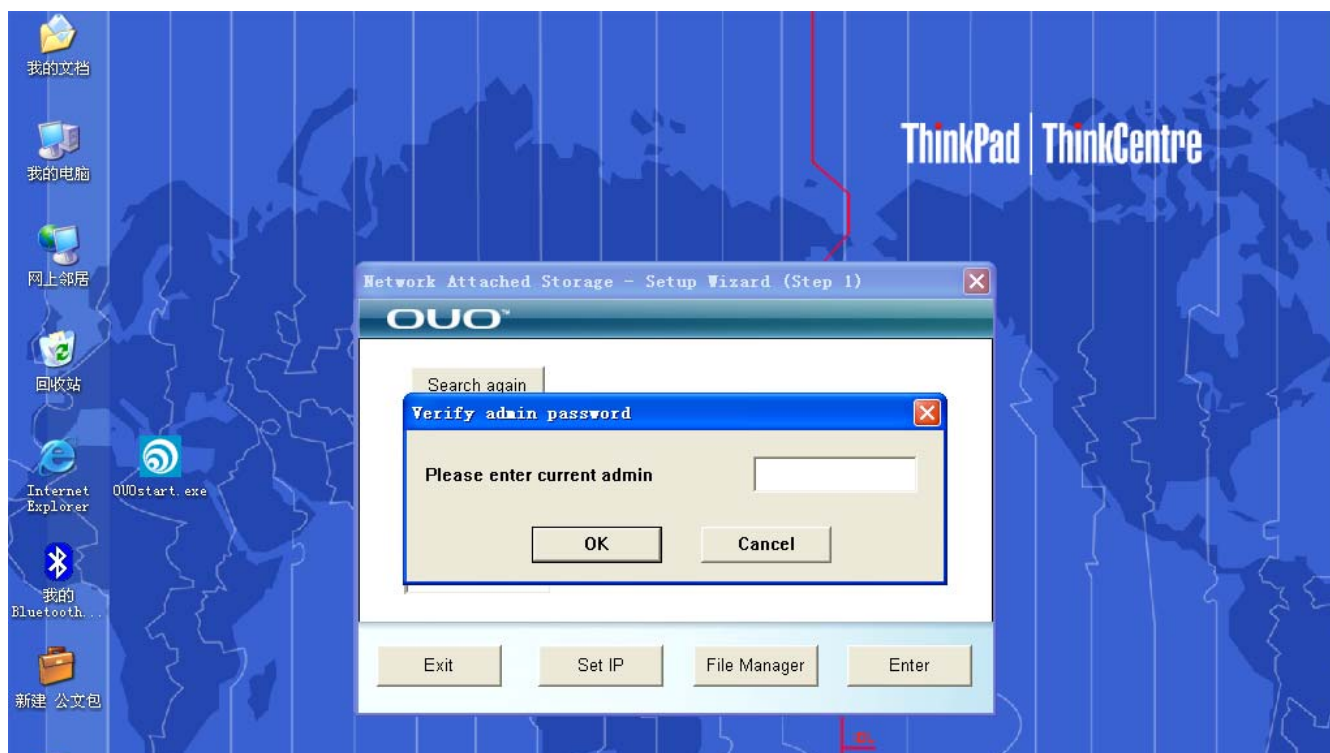 我的文档
我的电脑
网上邻居
回收站
Internet
Explorer
OUOstart.exe
我的
Bluetooth...
新建 公文包
ThinkPad ThinkCentre
Network Attached Storage - Setup Wizard (Step 1)
OUO™
Search again
Verify admin password
Please enter current admin
OK
Cancel
Exit
Set IP
File Manager
Enter